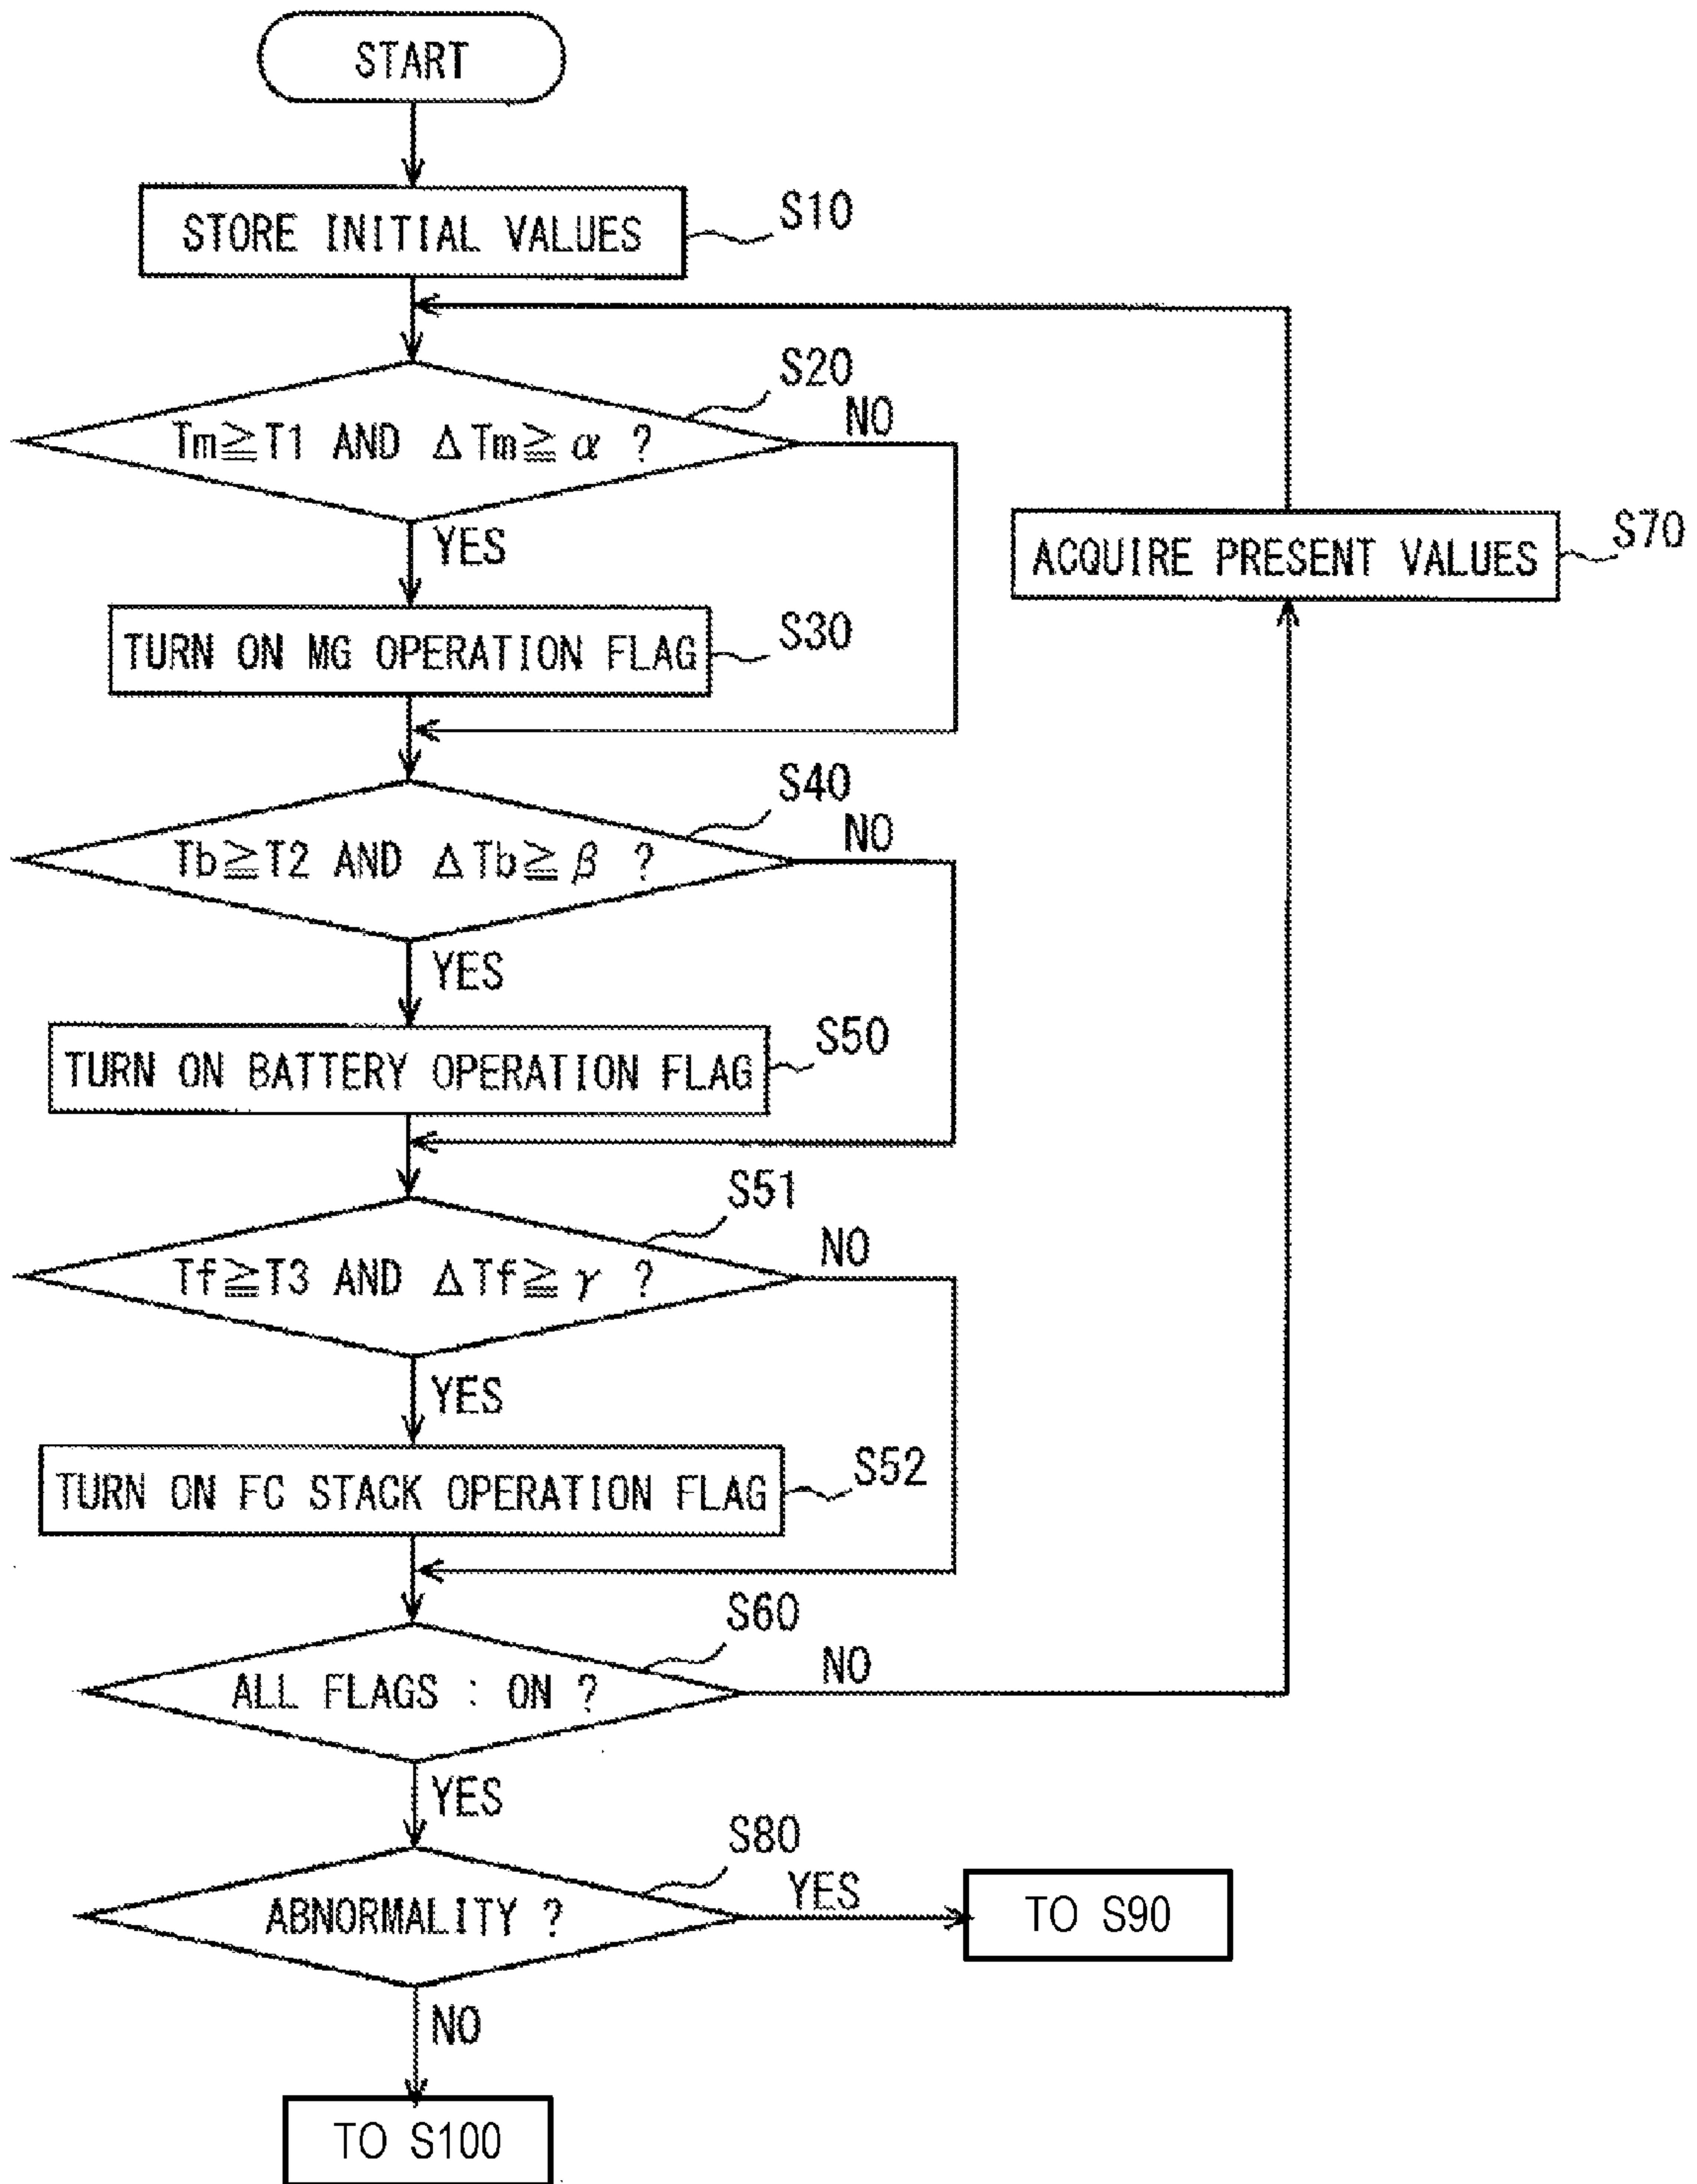 START
STORE INITIAL VALUES
S10
Tm≧T1 AND ΔTm≧α ?
S20
NO
YES
ACQUIRE PRESENT VALUES
S70
TURN ON MG OPERATION FLAG
S30
Tb≧T2 AND ΔTb≧β ?
S40
NO
YES
TURN ON BATTERY OPERATION FLAG
S50
Tf≧T3 AND ΔTf≧γ ?
S51
NO
YES
TURN ON FC STACK OPERATION FLAG
S52
ALL FLAGS : ON ?
S60
NO
YES
ABNORMALITY ?
S80
YES
TO S90
NO
TO S100